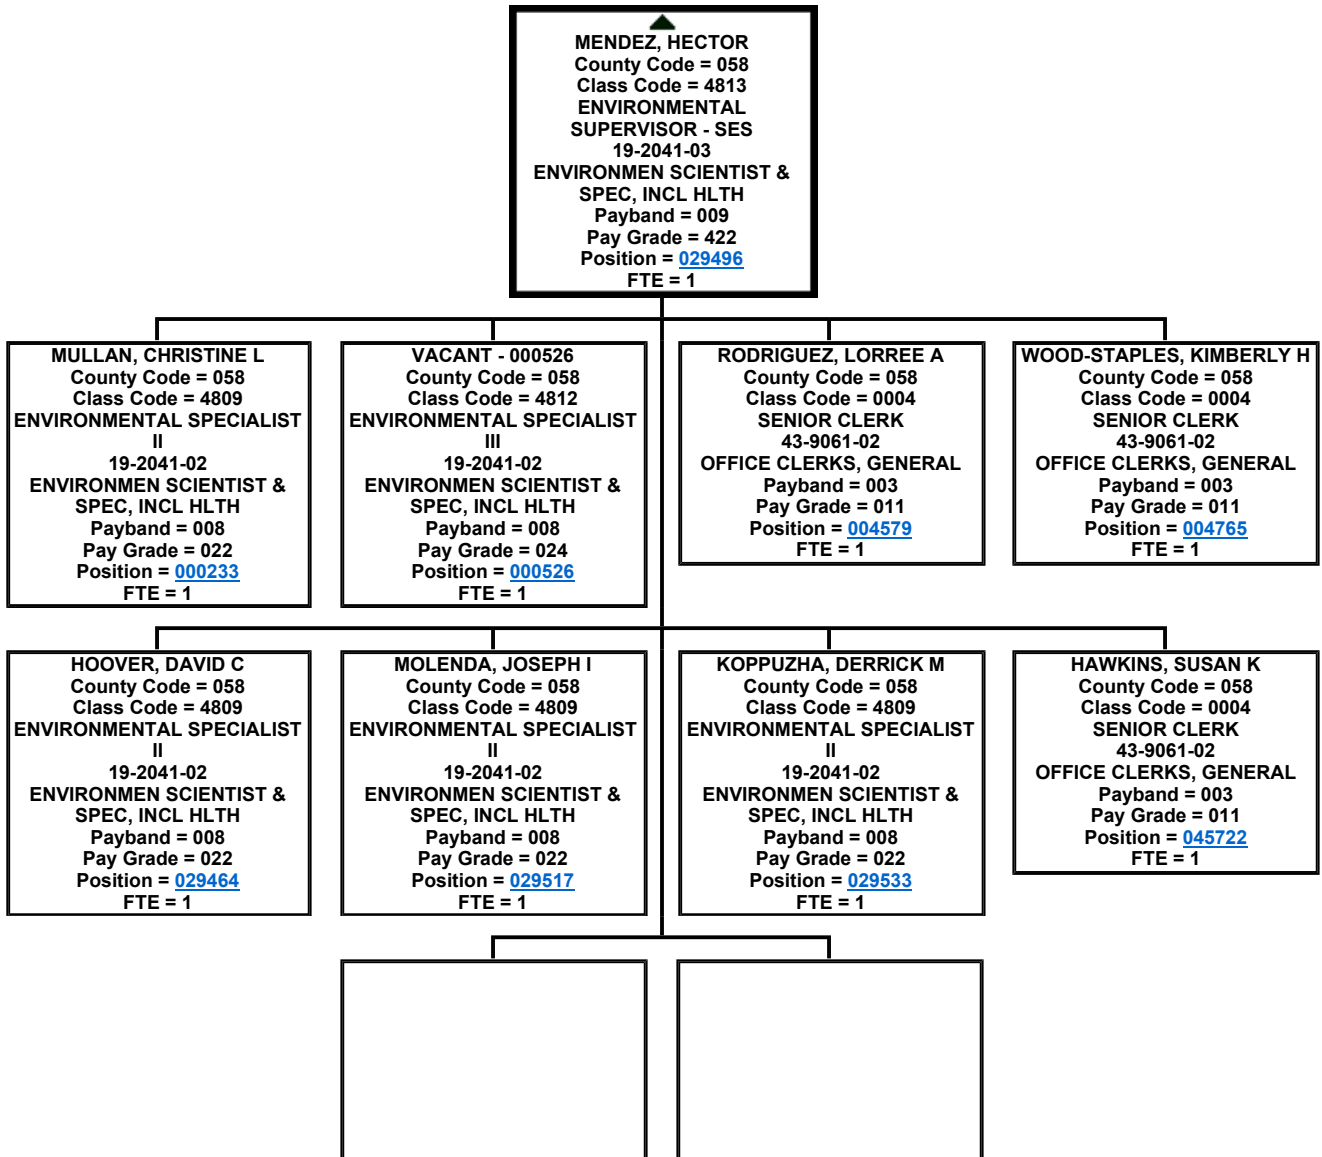 MENDEZ, HECTOR
County Code = 058
Class Code = 4813
ENVIRONMENTAL
SUPERVISOR - SES
19-2041-03
ENVIRONMEN SCIENTIST &
SPEC, INCL HLTH
Payband = 009
Pay Grade = 422
Position = 029496
FTE = 1
MULLAN, CHRISTINE L
County Code = 058
Class Code = 4809
ENVIRONMENTAL SPECIALIST
II
19-2041-02
ENVIRONMEN SCIENTIST &
SPEC, INCL HLTH
Payband = 008
Pay Grade = 022
Position = 000233
FTE = 1
VACANT - 000526
County Code = 058
Class Code = 4812
ENVIRONMENTAL SPECIALIST
III
19-2041-02
ENVIRONMEN SCIENTIST &
SPEC, INCL HLTH
Payband = 008
Pay Grade = 024
Position = 000526
FTE = 1
RODRIGUEZ, LORREE A
County Code = 058
Class Code = 0004
SENIOR CLERK
43-9061-02
OFFICE CLERKS, GENERAL
Payband = 003
Pay Grade = 011
Position = 004579
FTE = 1
WOOD-STAPLES, KIMBERLY H
County Code = 058
Class Code = 0004
SENIOR CLERK
43-9061-02
OFFICE CLERKS, GENERAL
Payband = 003
Pay Grade = 011
Position = 004765
FTE = 1
HOOVER, DAVID C
County Code = 058
Class Code = 4809
ENVIRONMENTAL SPECIALIST
II
19-2041-02
ENVIRONMEN SCIENTIST &
SPEC, INCL HLTH
Payband = 008
Pay Grade = 022
Position = 029464
FTE = 1
MOLENDA, JOSEPH I
County Code = 058
Class Code = 4809
ENVIRONMENTAL SPECIALIST
II
19-2041-02
ENVIRONMEN SCIENTIST &
SPEC, INCL HLTH
Payband = 008
Pay Grade = 022
Position = 029517
FTE = 1
KOPPUZHA, DERRICK M
County Code = 058
Class Code = 4809
ENVIRONMENTAL SPECIALIST
II
19-2041-02
ENVIRONMEN SCIENTIST &
SPEC, INCL HLTH
Payband = 008
Pay Grade = 022
Position = 029533
FTE = 1
HAWKINS, SUSAN K
County Code = 058
Class Code = 0004
SENIOR CLERK
43-9061-02
OFFICE CLERKS, GENERAL
Payband = 003
Pay Grade = 011
Position = 045722
FTE = 1